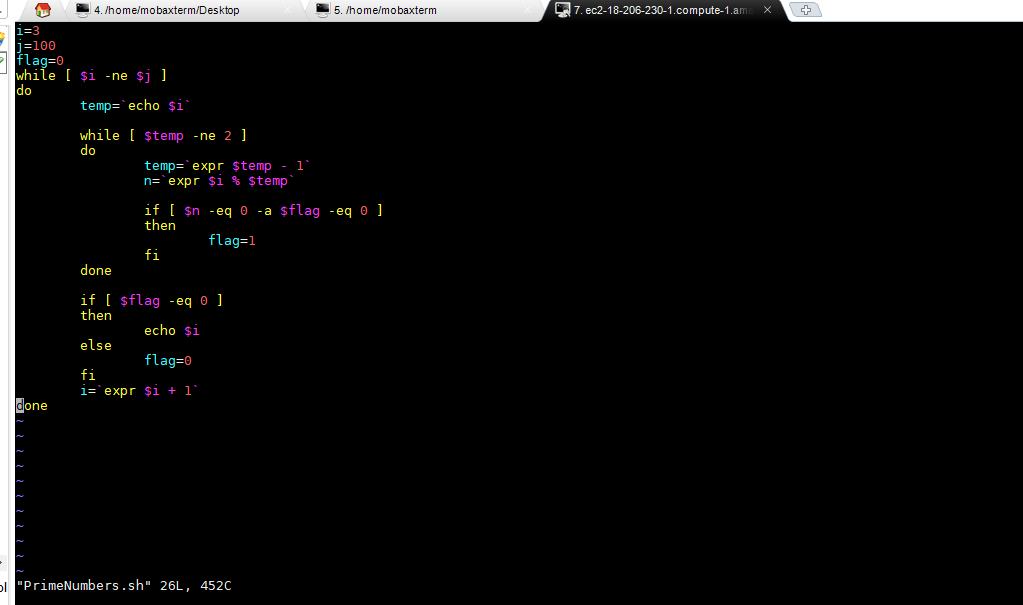 4. /home/mobaxterm/Desktop
5. /home/mobaxterm
7. ec2-18-206-230-1.compute-1.am
i=3
j=100
flag=0
while [ $i -ne $j ]
do
temp=`echo $i`
while [ $temp -ne 2 ]
do
temp=`expr $temp - 1`
n=`expr $i % $temp`
if [ $n -eq 0 -a $flag -eq 0 ]
then
flag=1
fi
done
if [ $flag -eq 0 ]
then
echo $i
else
flag=0
fi
i=`expr $i + 1`
done
~
~
~
~
~
~
~
~
~
~
~
"PrimeNumbers.sh" 26L, 452C